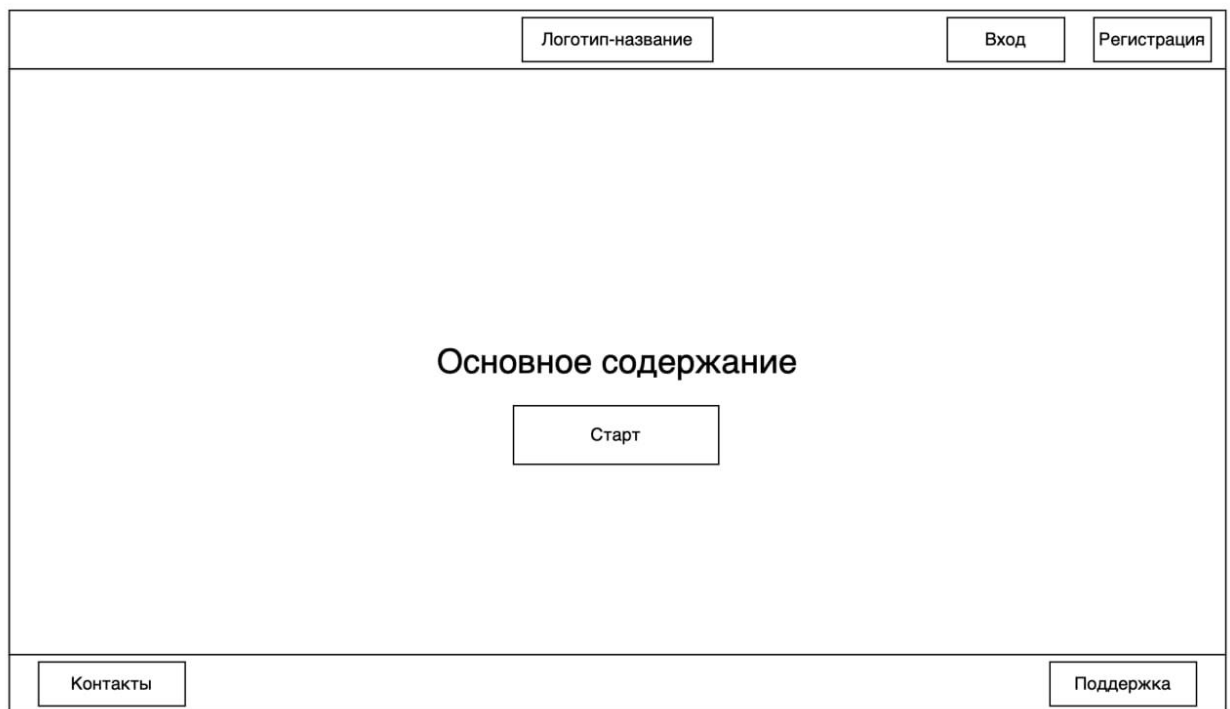 Логотип-название
Вход
Регистрация
Основное содержание
Старт
Контакты
Поддержка